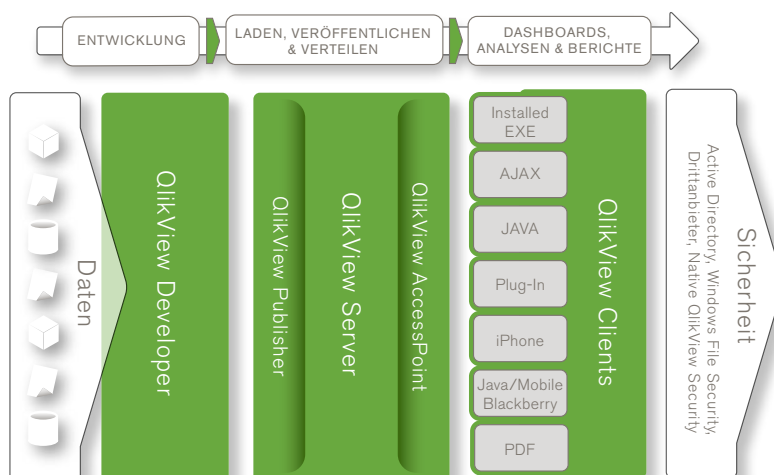 ENTWICKLUNG
LADEN, VERÖFFENTLICHEN
& VERTEILEN
DASHBOARDS,
ANALYSEN & BERICHTE
Daten
QlikView Developer
QlikView Publisher
QlikView Server
QlikView AccessPoint
Installed
EXE
AJAX
JAVA
Plug-In
iPhone
Java/Mobile
Blackberry
PDF
QlikView Clients
Sicherheit
Active Directory, Windows File Security,
Drittanbieter, Native QlikView Security